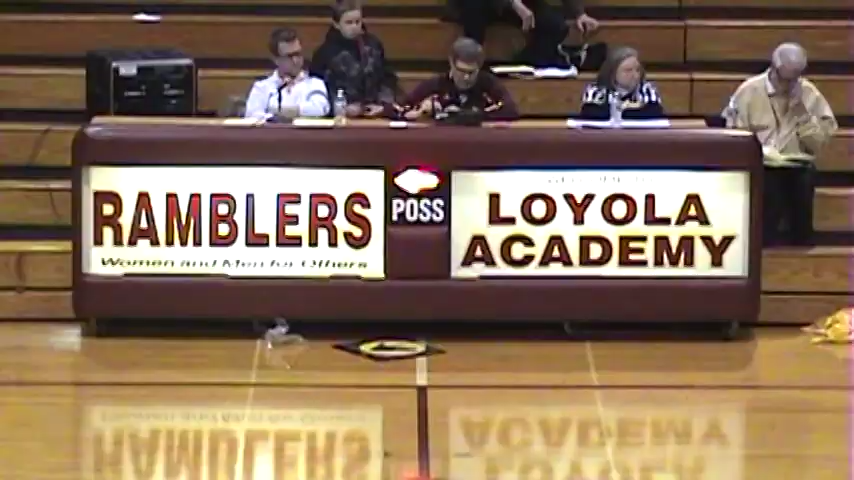 RAMBLERS
Women and Men for Others
POSS
LOYOLA
ACADEMY